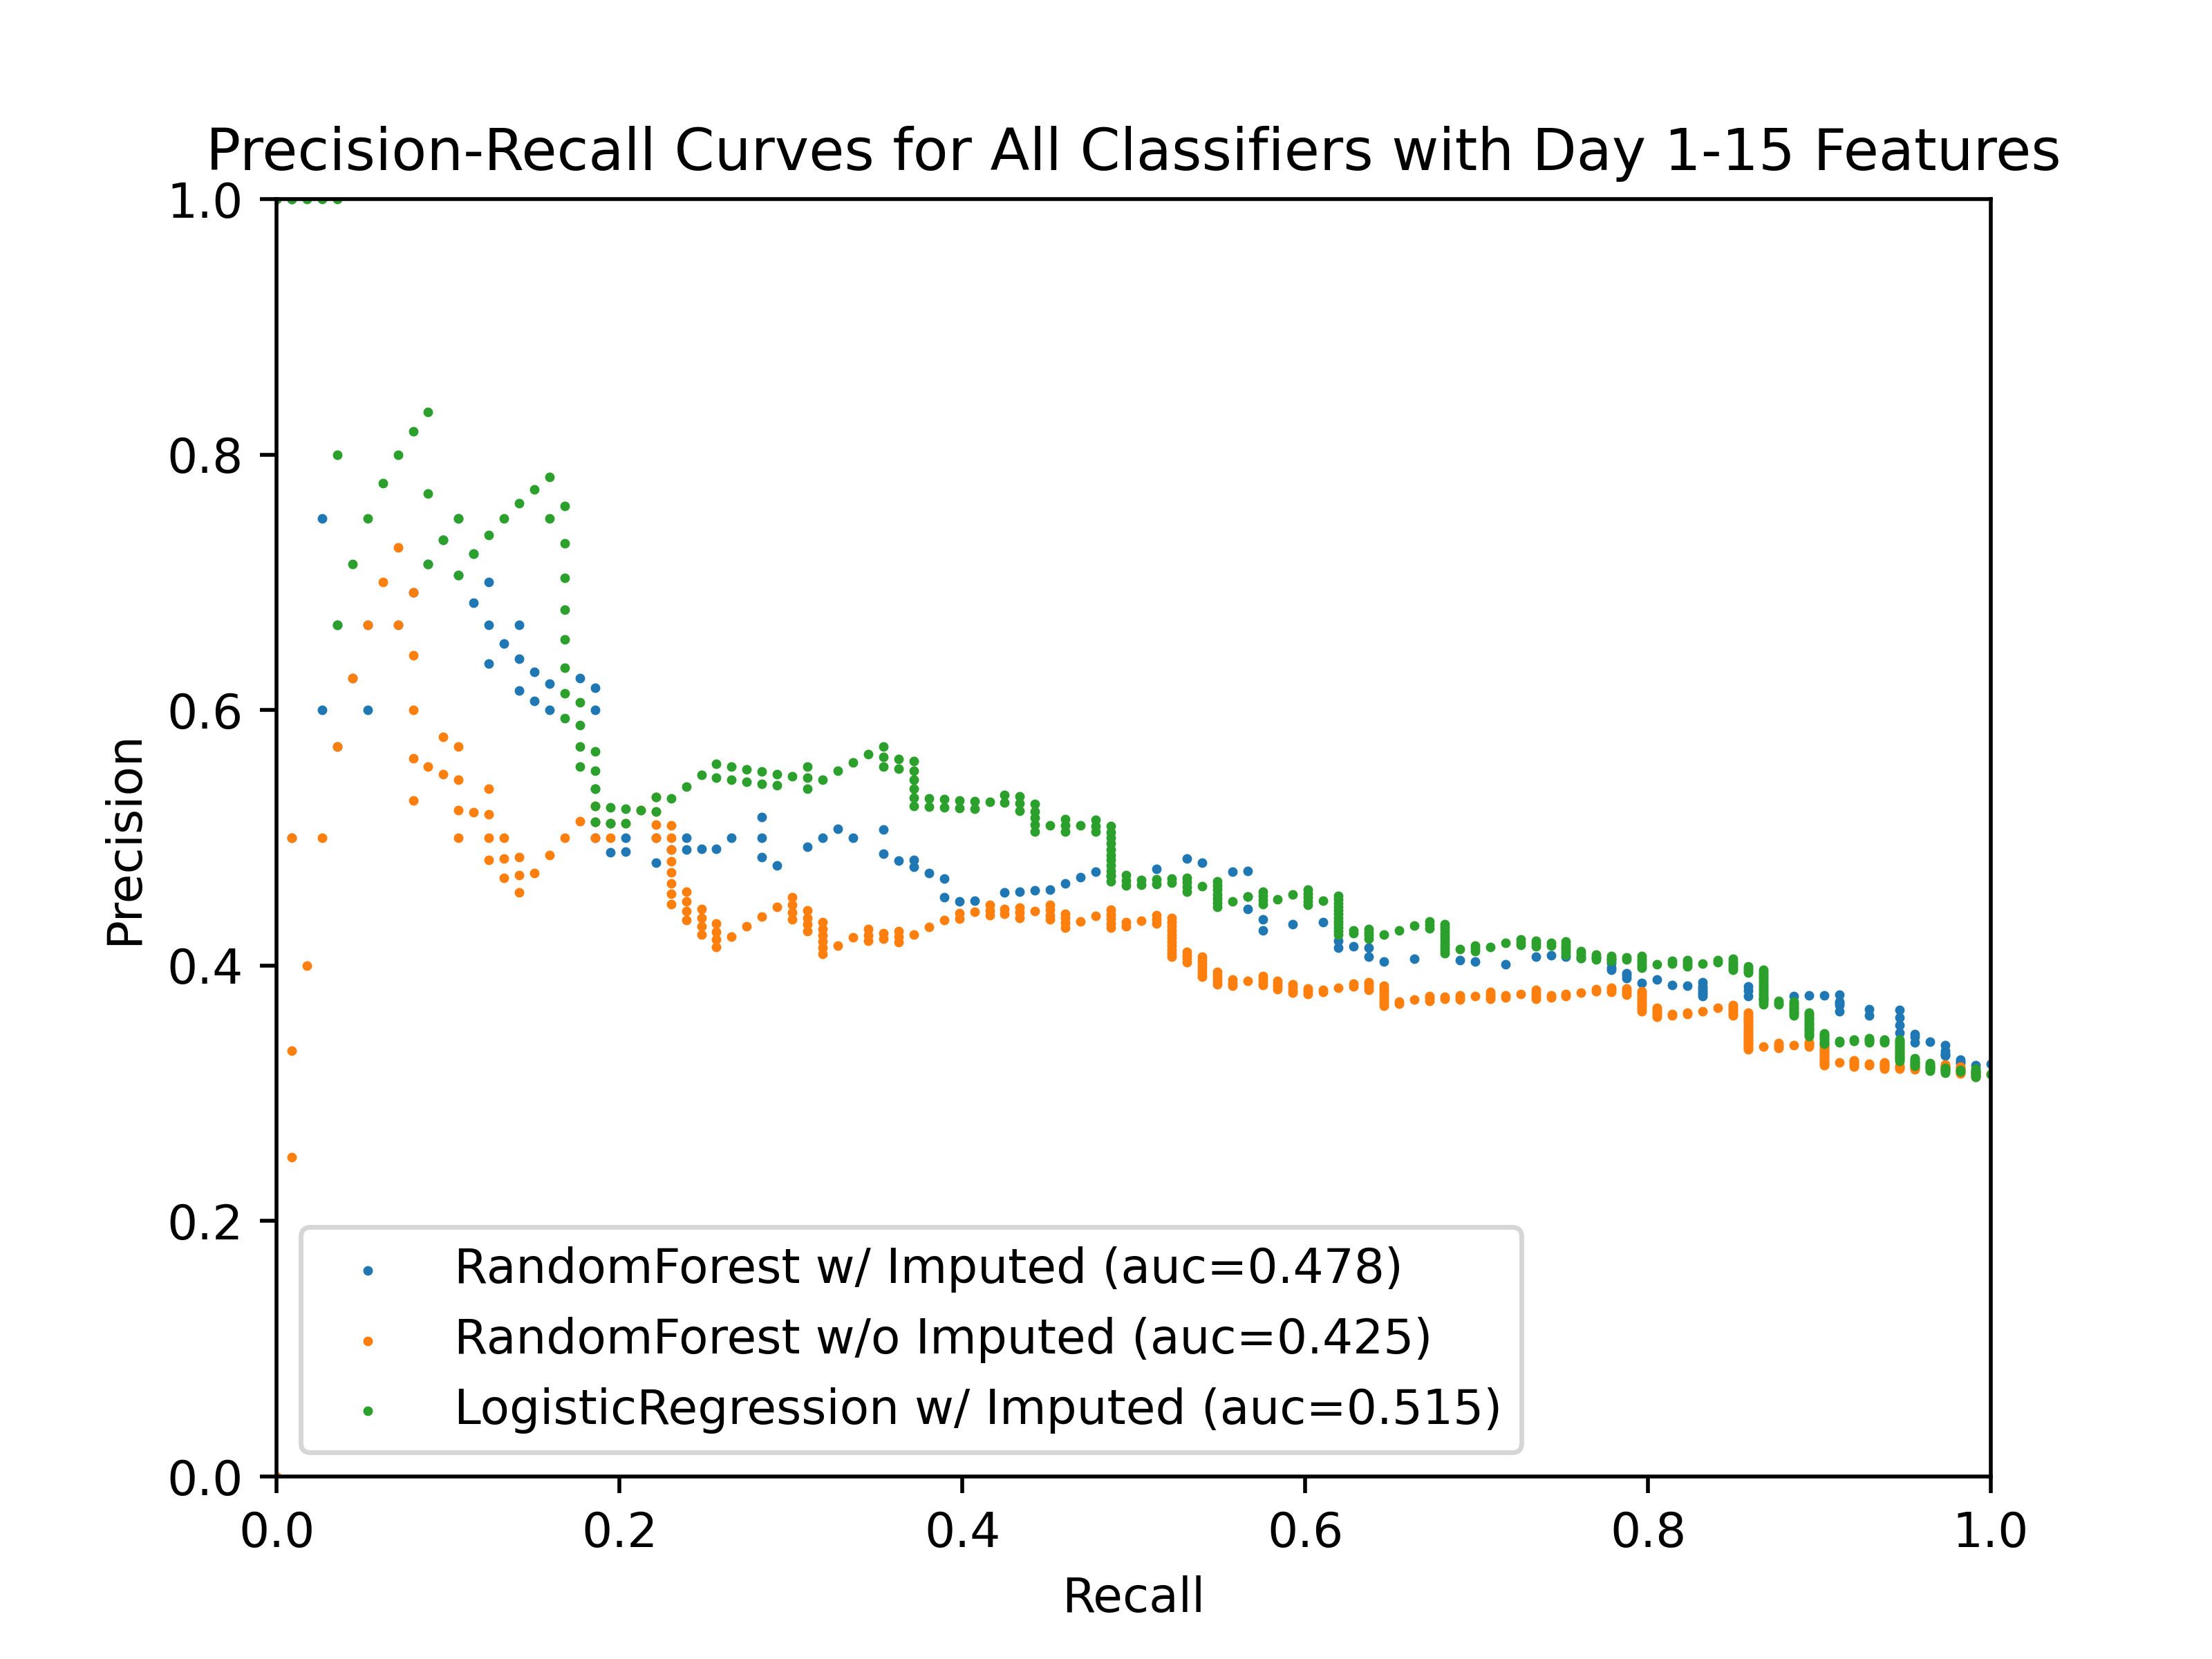 Precision-Recall Curves for All Classifiers with Day 1-15 Features
1.0
0.8
0.6
0.4
0.2
0.0
Precision
RandomForest w/ Imputed (auc=0.478)
RandomForest w/o Imputed (auc=0.425)
LogisticRegression w/ Imputed (auc=0.515)
0.0 0.2 0.4 0.6 0.8 1.0
Recall